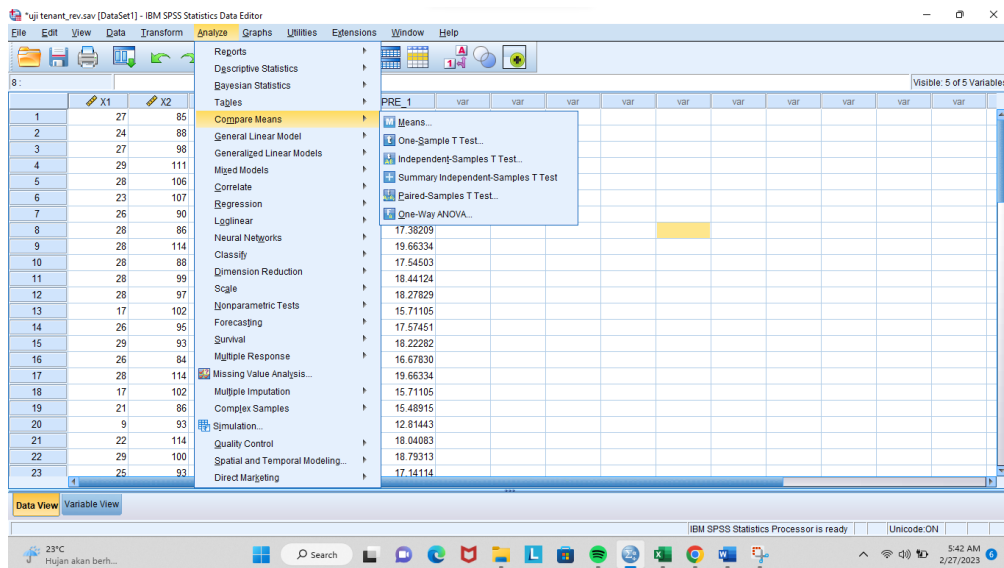 *uji tenant_rev.sav [DataSet1] - IBM SPSS Statistics Data Editor
File Edit View Data Transform Analyze Graphs Utilities Extensions Window Help
8 :
Visible: 5 of 5 Variables
X1 X2 PRE_1 var var var var var var var var var var
1 27 85
2 24 88
3 27 98
4 29 111
5 28 106
6 23 107
7 26 90
8 28 86 17.38209
9 28 114 19.66334
10 28 88 17.54503
11 28 99 18.44124
12 28 97 18.27829
13 17 102 15.71105
14 26 95 17.57451
15 29 93 18.22282
16 26 84 16.67830
17 28 114 19.66334
18 17 102 15.71105
19 21 86 15.48915
20 9 93 12.81443
21 22 114 18.04083
22 29 100 18.79313
23 25 93 17.14114
Reports
Descriptive Statistics
Bayesian Statistics
Tables
Compare Means
General Linear Model
Generalized Linear Models
Mixed Models
Correlate
Regression
Loglinear
Neural Networks
Classify
Dimension Reduction
Scale
Nonparametric Tests
Forecasting
Survival
Multiple Response
Missing Value Analysis...
Multiple Imputation
Complex Samples
Simulation...
Quality Control
Spatial and Temporal Modeling...
Direct Marketing
Means...
One-Sample T Test...
Independent-Samples T Test...
Summary Independent-Samples T Test
Paired-Samples T Test...
One-Way ANOVA...
Data View Variable View
IBM SPSS Statistics Processor is ready Unicode:ON
23°C
Hujan akan berh...
Search
5:42 AM
2/27/2023
6